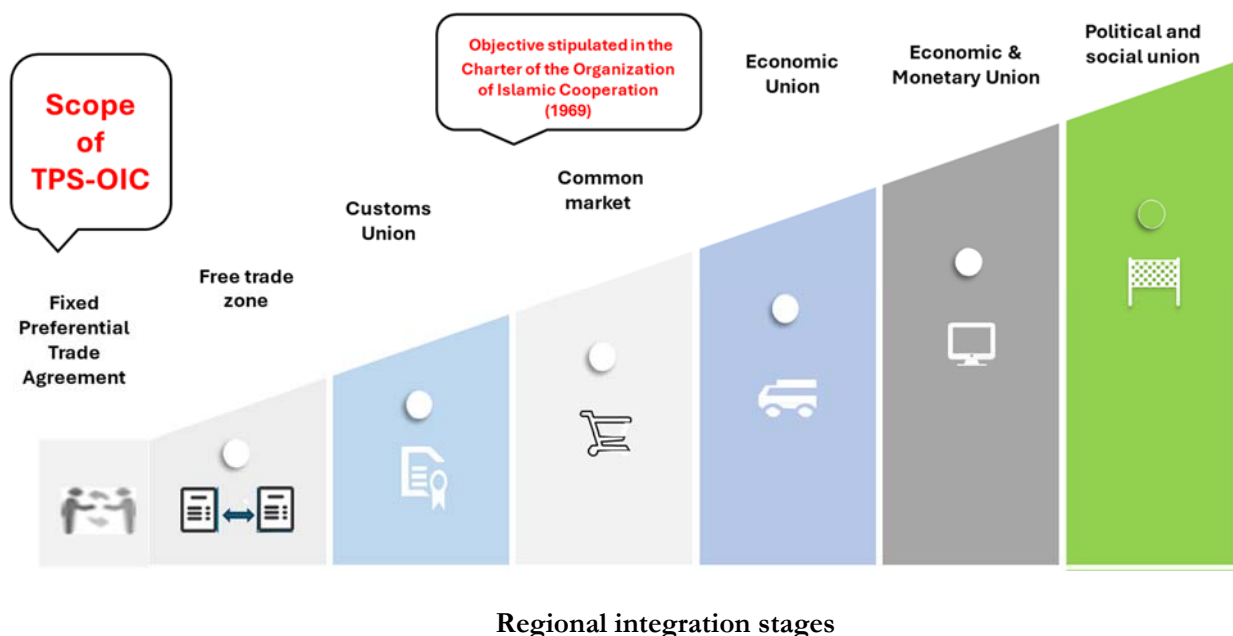 Scope
of
TPS-OIC
Fixed
Preferential
Trade
Agreement
Free trade
zone
Customs
Union
Objective stipulated in the
Charter of the Organization
of Islamic Cooperation
(1969)
Common
market
Economic
Union
Economic &
Monetary Union
Political and
social union
Regional integration stages